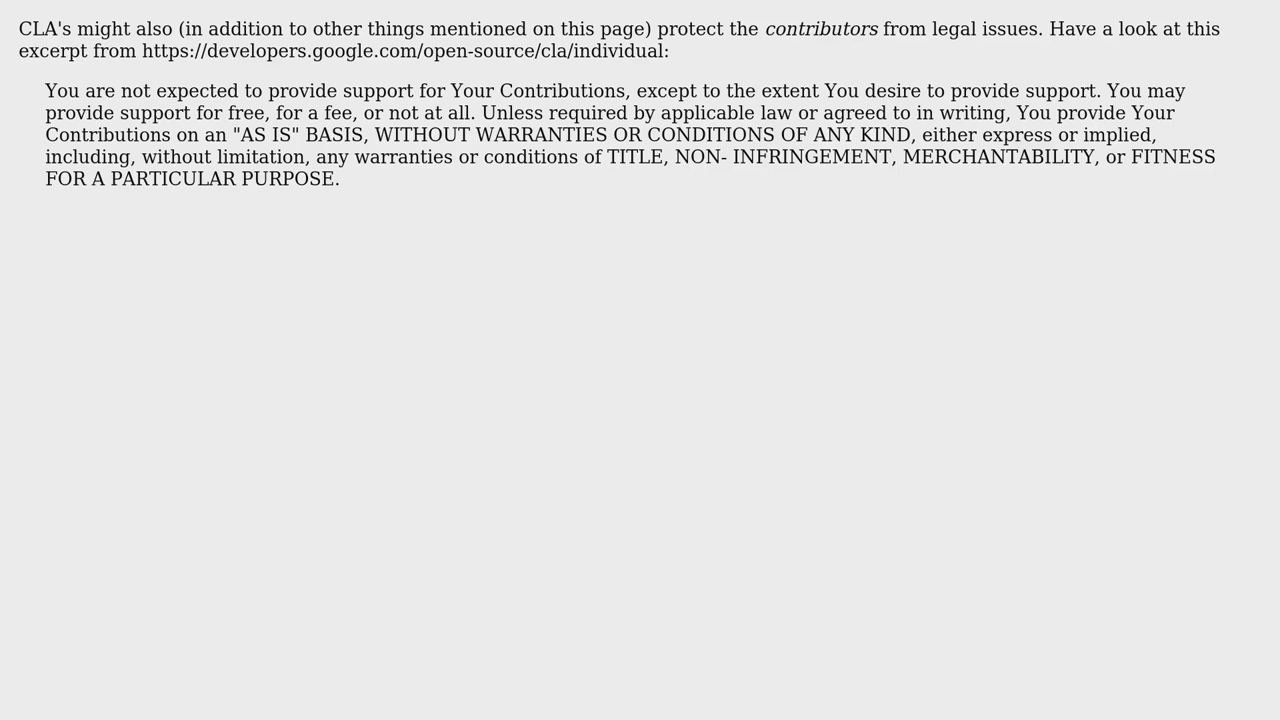 CLA's might also (in addition to other things mentioned on this page) protect the contributors from legal issues. Have a look at this
excerpt from https://developers.google.com/open-source/cla/individual:
You are not expected to provide support for Your Contributions, except to the extent You desire to provide support. You may
provide support for free, for a fee, or not at all. Unless required by applicable law or agreed to in writing, You provide Your
Contributions on an "AS IS" BASIS, WITHOUT WARRANTIES OR CONDITIONS OF ANY KIND, either express or implied,
including, without limitation, any warranties or conditions of TITLE, NON- INFRINGEMENT, MERCHANTABILITY, or FITNESS
FOR A PARTICULAR PURPOSE.